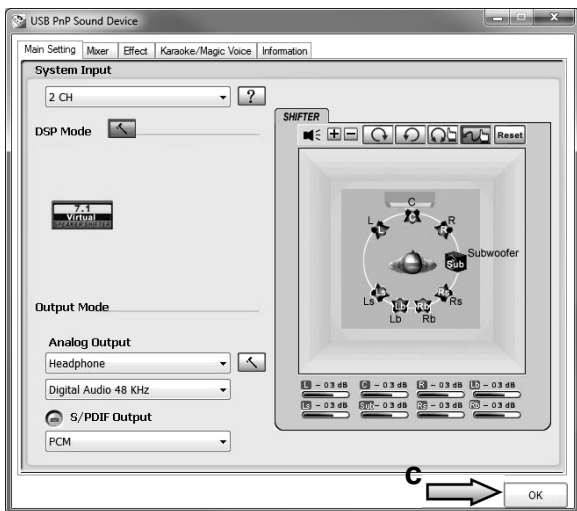 USB PnP Sound Device
Main Setting Mixer Effect Karaoke/Magic Voice Information
System Input
2 CH ?
DSP Mode
7.1
Virtual
SPEAKER SHIFTER
Output Mode
Analog Output
Headphone
Digital Audio 48 KHz
S/PDIF Output
PCM
SHIFTER
Reset
C
C
L R
L R
Subwoofer
Sub
Ls Rs
Lb Rb
Lb Rb
L - 03 dB C - 03 dB R - 03 dB Lb - 03 dB
Ls - 03 dB Sub - 03 dB Rs - 03 dB Rb - 03 dB
C
OK